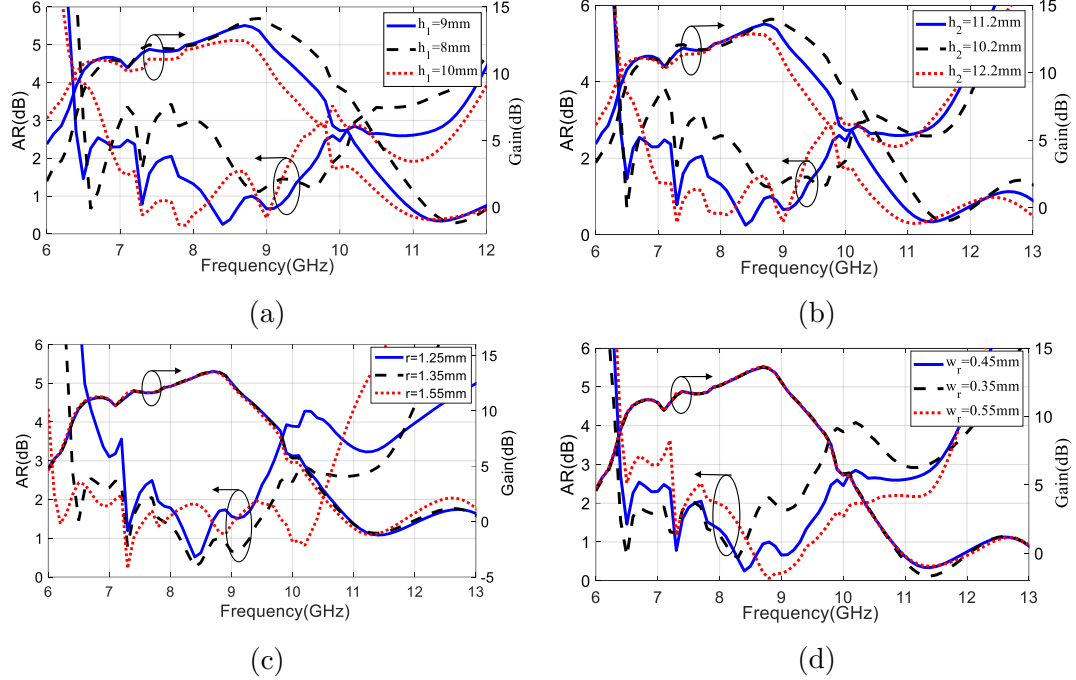 6
5
4
3
2
1
0
AR(dB)
15
10
5
0
Gain(dB)
h1=9mm
h1=8mm
h1=10mm
6 7 8 9 10 11 12
Frequency(GHz)
(a)
6
5
4
3
2
1
0
AR(dB)
15
10
5
0
Gain(dB)
h2=11.2mm
h2=10.2mm
h2=12.2mm
6 7 8 9 10 11 12 13
Frequency(GHz)
(b)
6
5
4
3
2
1
0
AR(dB)
15
10
5
0
-5
Gain(dB)
r=1.25mm
r=1.35mm
r=1.55mm
6 7 8 9 10 11 12 13
Frequency(GHz)
(c)
6
5
4
3
2
1
0
AR(dB)
15
10
5
0
Gain(dB)
wr=0.45mm
wr=0.35mm
wr=0.55mm
6 7 8 9 10 11 12 13
Frequency(GHz)
(d)